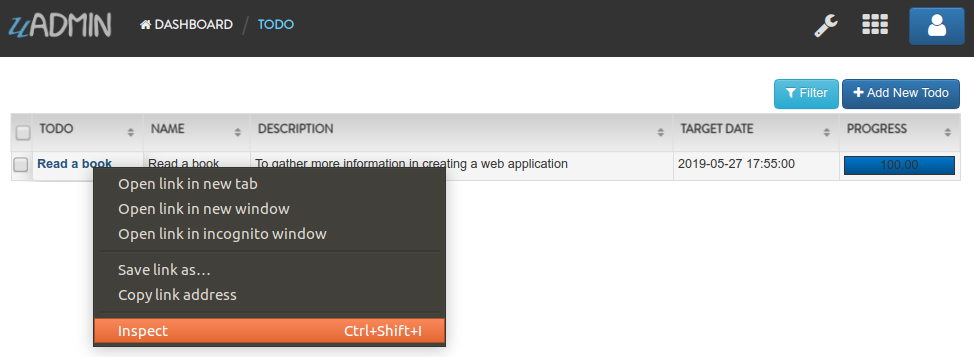 uADMIN DASHBOARD / TODO
Filter + Add New Todo
TODO NAME DESCRIPTION TARGET DATE PROGRESS
Read a book Read a book To gather more information in creating a web application 2019-05-27 17:55:00 100.00
Open link in new tab
Open link in new window
Open link in incognito window
Save link as...
Copy link address
Inspect Ctrl+Shift+I